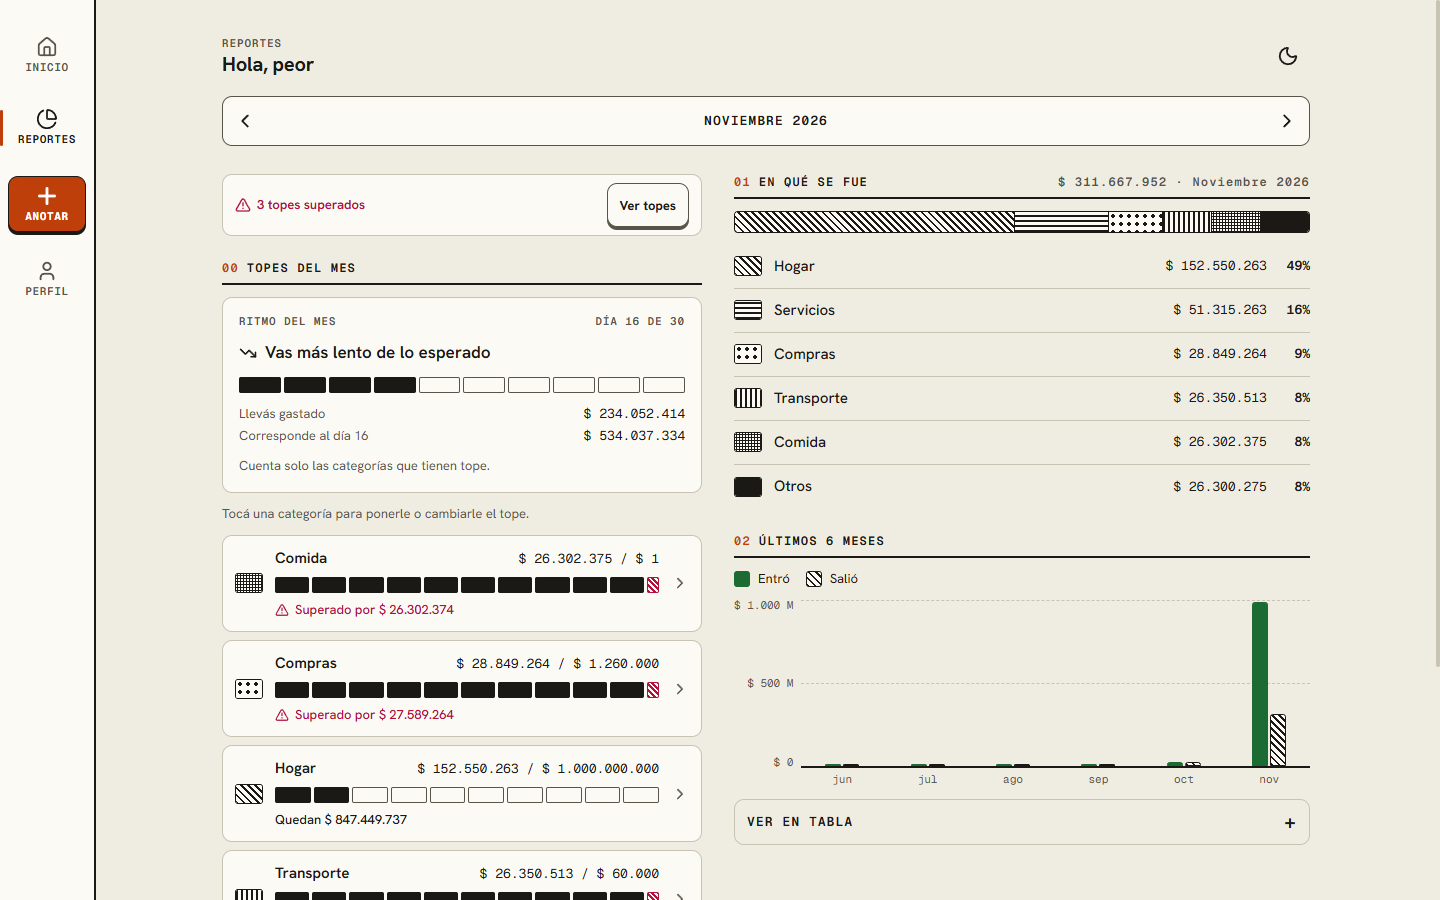 INICIO
REPORTES
ANOTAR
PERFIL
REPORTES
Hola, peor
NOVIEMBRE 2026
3 topes superados
Ver topes
00 TOPES DEL MES
RITMO DEL MES DÍA 16 DE 30
Vas más lento de lo esperado
Llevás gastado $ 234.052.414
Corresponde al día 16 $ 534.037.334
Cuenta solo las categorías que tienen tope.
Tocá una categoría para ponerle o cambiarle el tope.
Comida $ 26.302.375 / $ 1
Superado por $ 26.302.374
Compras $ 28.849.264 / $ 1.260.000
Superado por $ 27.589.264
Hogar $ 152.550.263 / $ 1.000.000.000
Quedan $ 847.449.737
Transporte $ 26.350.513 / $ 60.000
01 EN QUÉ SE FUE $ 311.667.952 · Noviembre 2026
Hogar $ 152.550.263 49%
Servicios $ 51.315.263 16%
Compras $ 28.849.264 9%
Transporte $ 26.350.513 8%
Comida $ 26.302.375 8%
Otros $ 26.300.275 8%
02 ÚLTIMOS 6 MESES
Entró Salió
$ 1.000 M
$ 500 M
$ 0
jun jul ago sep oct nov
VER EN TABLA +